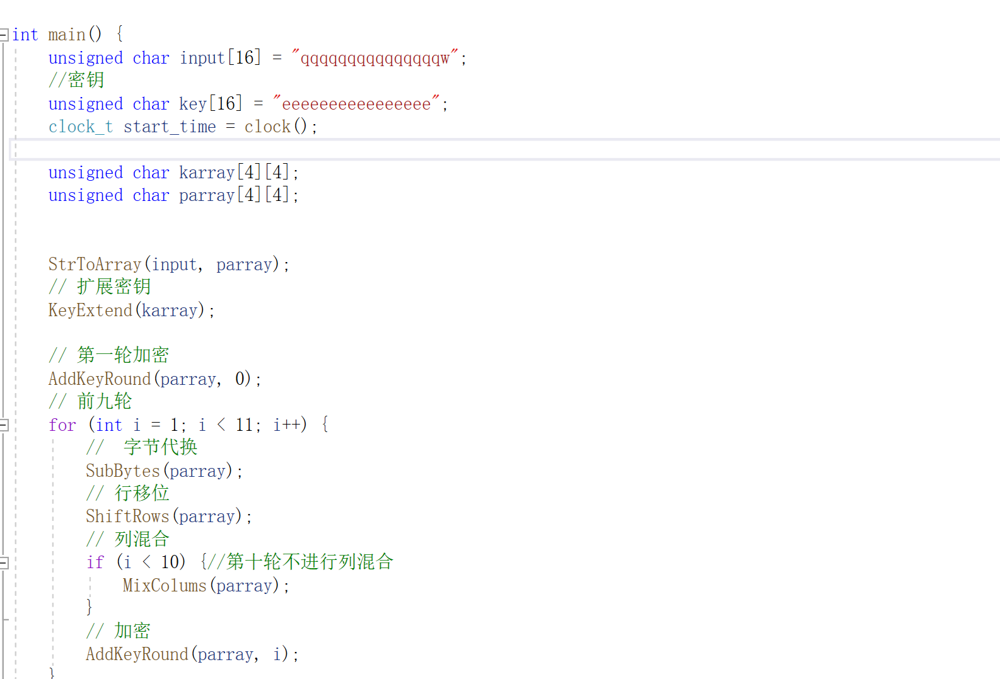 int main() {
unsigned char input[16] = "qqqqqqqqqqqqqqqw";
//密钥
unsigned char key[16] = "eeeeeeeeeeeeeeee";
clock_t start_time = clock();
unsigned char karray[4][4];
unsigned char parray[4][4];
StrToArray(input, parray);
// 扩展密钥
KeyExtend(karray);
// 第一轮加密
AddKeyRound(parray, 0);
// 前九轮
for (int i = 1; i < 11; i++) {
//  字节代换
SubBytes(parray);
// 行移位
ShiftRows(parray);
// 列混合
if (i < 10) {//第十轮不进行列混合
MixColums(parray);
}
// 加密
AddKeyRound(parray, i);
}